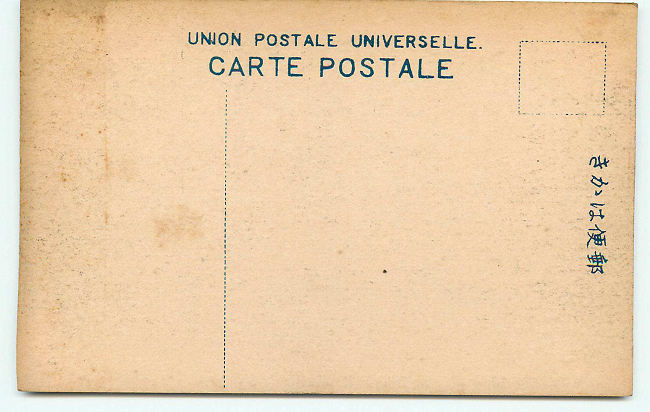 UNION POSTALE UNIVERSELLE.
CARTE POSTALE
郵便はかき